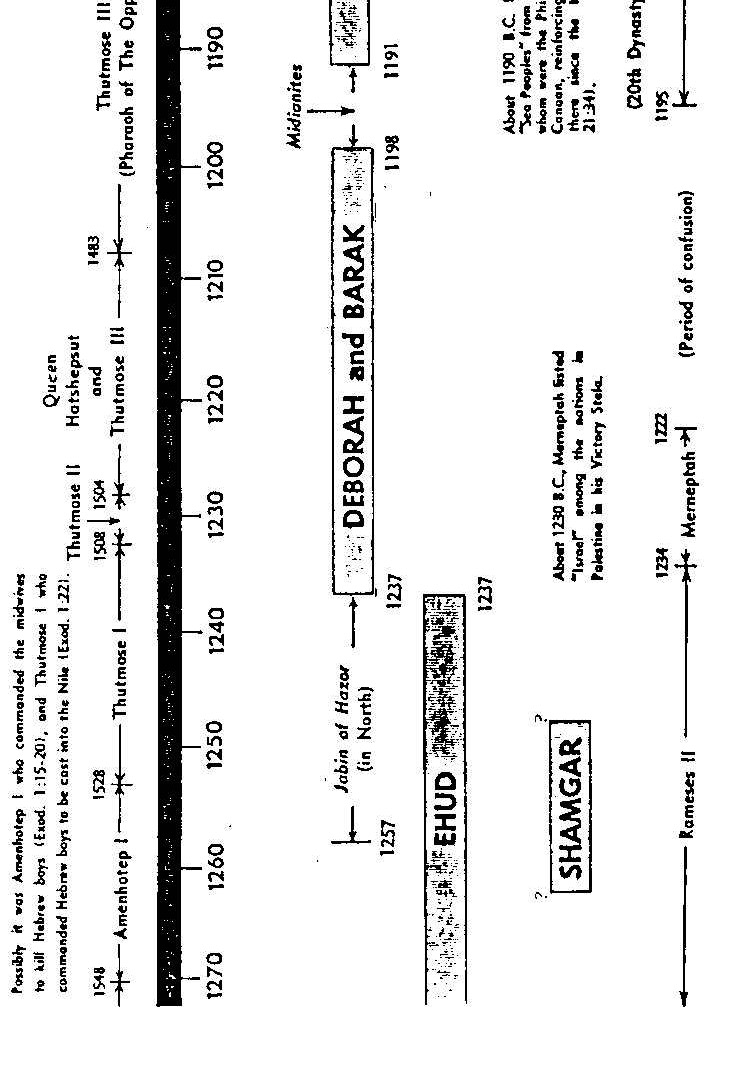 Possibly it was Amenhotep I who commanded the midwives
to kill Hebrew boys (Exod. 1:15-20), and Thutmose I who
commanded Hebrew boys to be cast into the Nile (Exod. 1:22).
Queen
Hatshepsut
and
Thutmose III
Thutmose II
1548
Amenhotep I
1528
Thutmose I
1508
1504
1483
Thutmose III
(Pharaoh of The Opp
1270
1260
1250
1240
1230
1220
1210
1200
1190
Midianites
DEBORAH and BARAK
1237
1198
1191
Jabin of Hazor
(in North)
1257
EHUD
1237
?
SHAMGAR
?
About 1230 B.C., Merneptah listed
"Israel" among the nations in
Palestine in his Victory Stela.
About 1190 B.C.
"Sea Peoples" from
whom were the Phi
Canaan, reinforcing
there since the
21:34).
(20th Dynasty
Rameses II
1234
Merneptah
1222
(Period of confusion)
1195